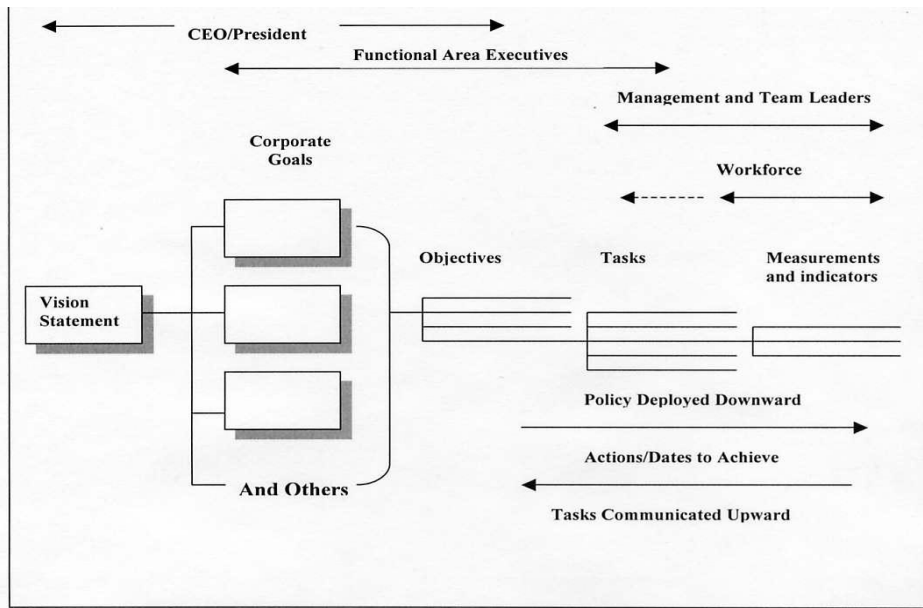 CEO/President
Functional Area Executives
Management and Team Leaders
Corporate
Goals
Workforce
Objectives
Tasks
Measurements
and indicators
Vision
Statement
Policy Deployed Downward
Actions/Dates to Achieve
And Others
Tasks Communicated Upward